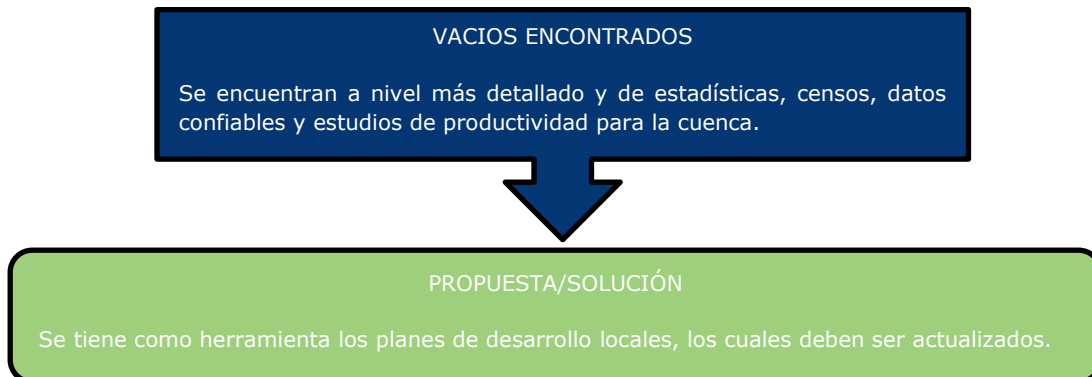 VACIOS ENCONTRADOS
Se encuentran a nivel más detallado y de estadísticas, censos, datos
confiables y estudios de productividad para la cuenca.
PROPUESTA/SOLUCIÓN
Se tiene como herramienta los planes de desarrollo locales, los cuales deben ser actualizados.